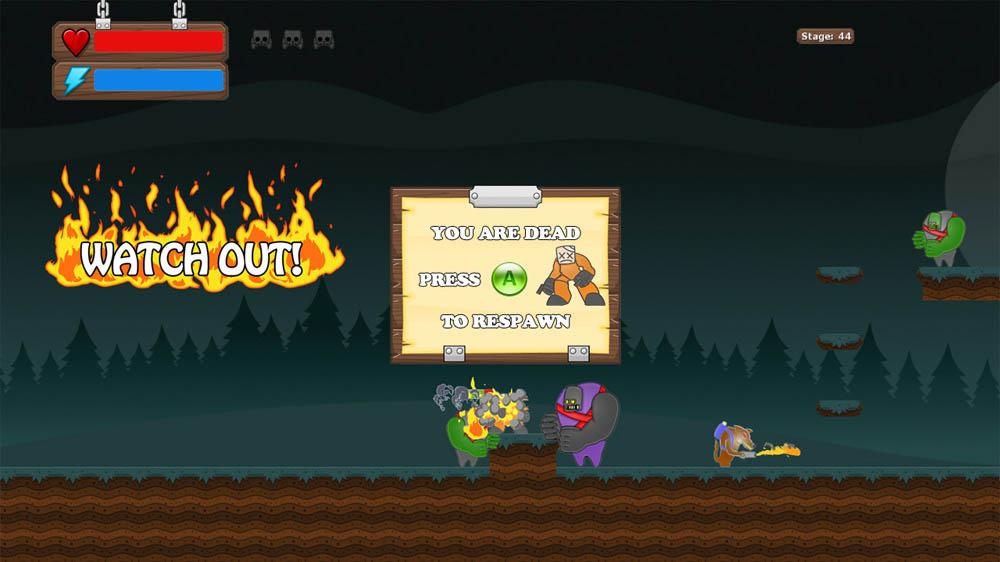 Stage: 44
WATCH OUT!
YOU ARE DEAD
PRESS A
TO RESPAWN